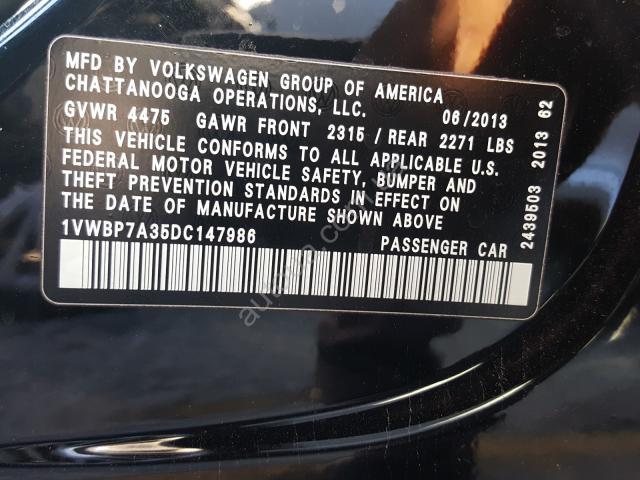 MFD BY VOLKSWAGEN GROUP OF AMERICA
CHATTANOOGA OPERATIONS, LLC. 06/2013
GVWR 4475 GAWR FRONT 2315 / REAR 2271 LBS
THIS VEHICLE CONFORMS TO ALL APPLICABLE U.S.
FEDERAL MOTOR VEHICLE SAFETY, BUMPER AND
THEFT PREVENTION STANDARDS IN EFFECT ON
THE DATE OF MANUFACTURE SHOWN ABOVE
1VWBP7A35DC147986 PASSENGER CAR
2439503 2013 62